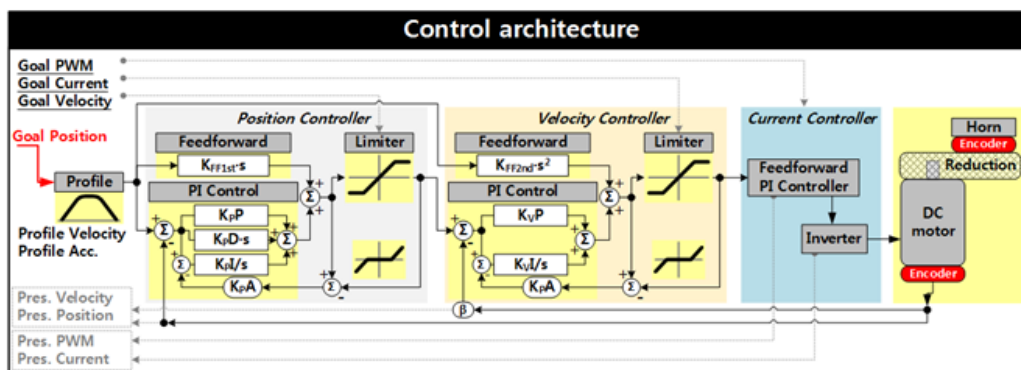 Control architecture
Goal PWM
Goal Current
Goal Velocity
Goal Position
Profile
Profile Velocity
Profile Acc.
Position Controller
Feedforward
Limiter
KFF1st·s
PI Control
KPP
KPD·s
KPI/s
KPA
Σ
Σ
Σ
Σ
Σ
Velocity Controller
Feedforward
Limiter
KFF2nd·s²
PI Control
KVP
KVI/s
KPA
Σ
Σ
Σ
Σ
Σ
β
Current Controller
Feedforward
PI Controller
Inverter
Horn
Encoder
Reduction
DC
motor
Encoder
Pres. Velocity
Pres. Position
Pres. PWM
Pres. Current